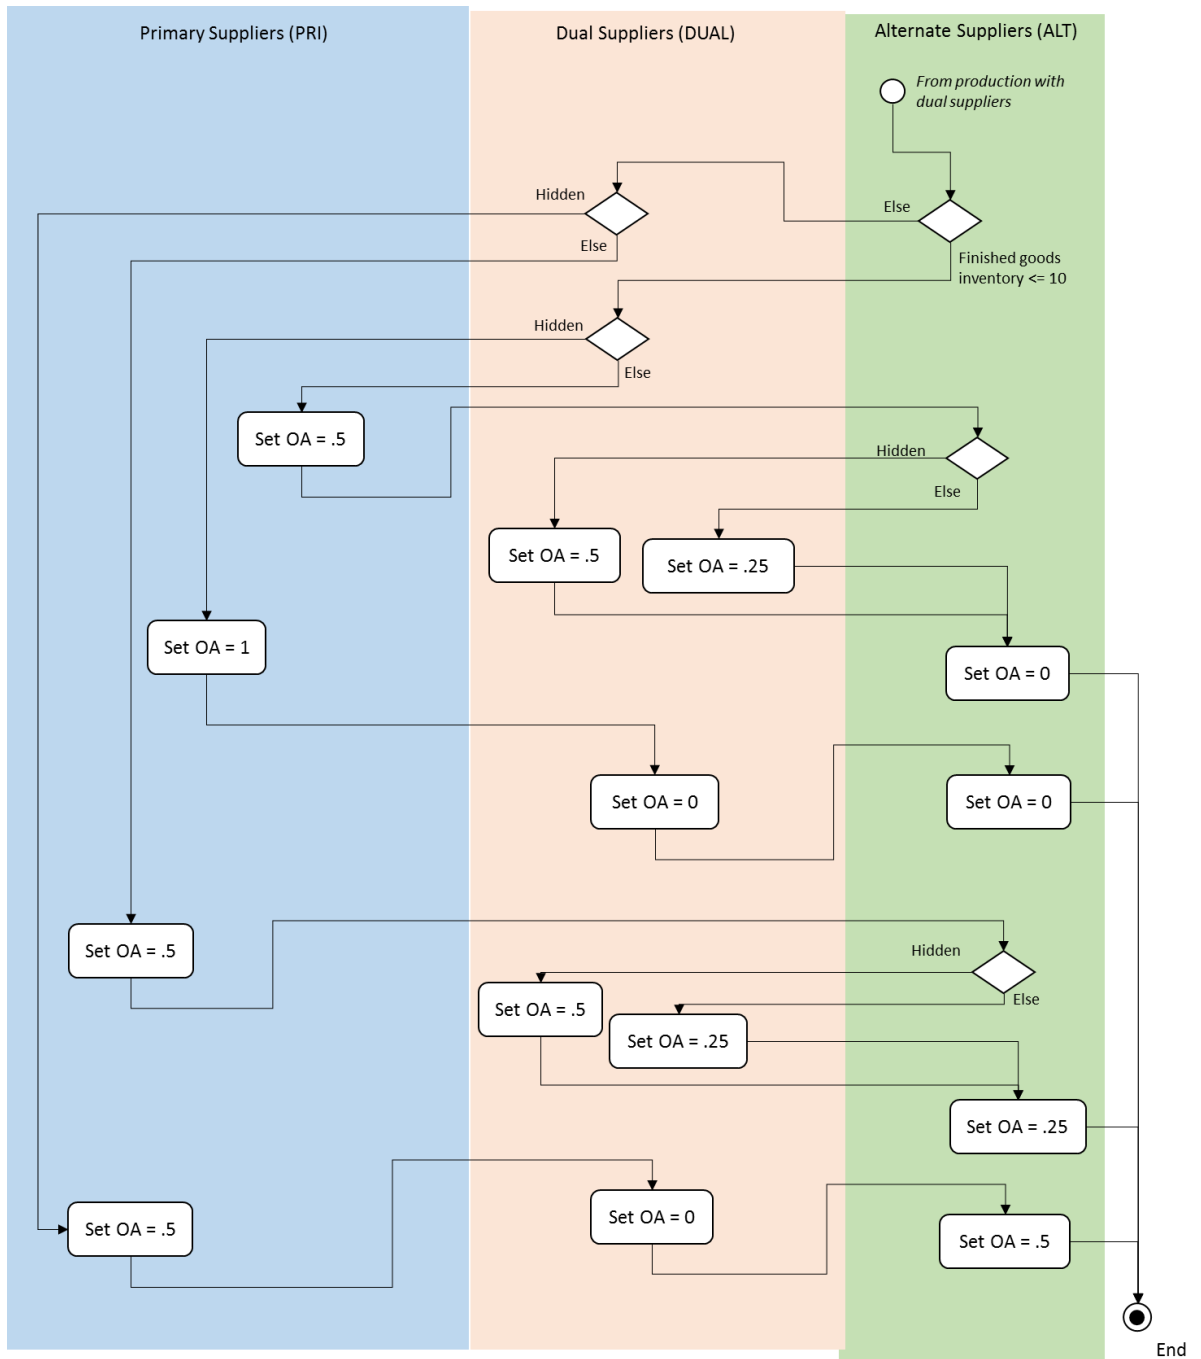 Primary Suppliers (PRI)
Dual Suppliers (DUAL)
Alternate Suppliers (ALT)
From production with
dual suppliers
Hidden
Else
Else
Finished goods
inventory <= 10
Hidden
Else
Set OA = .5
Hidden
Else
Set OA = .5
Set OA = .25
Set OA = 1
Set OA = 0
Set OA = 0
Set OA = 0
Set OA = .5
Hidden
Else
Set OA = .5
Set OA = .25
Set OA = .25
Set OA = .5
Set OA = 0
Set OA = .5
End